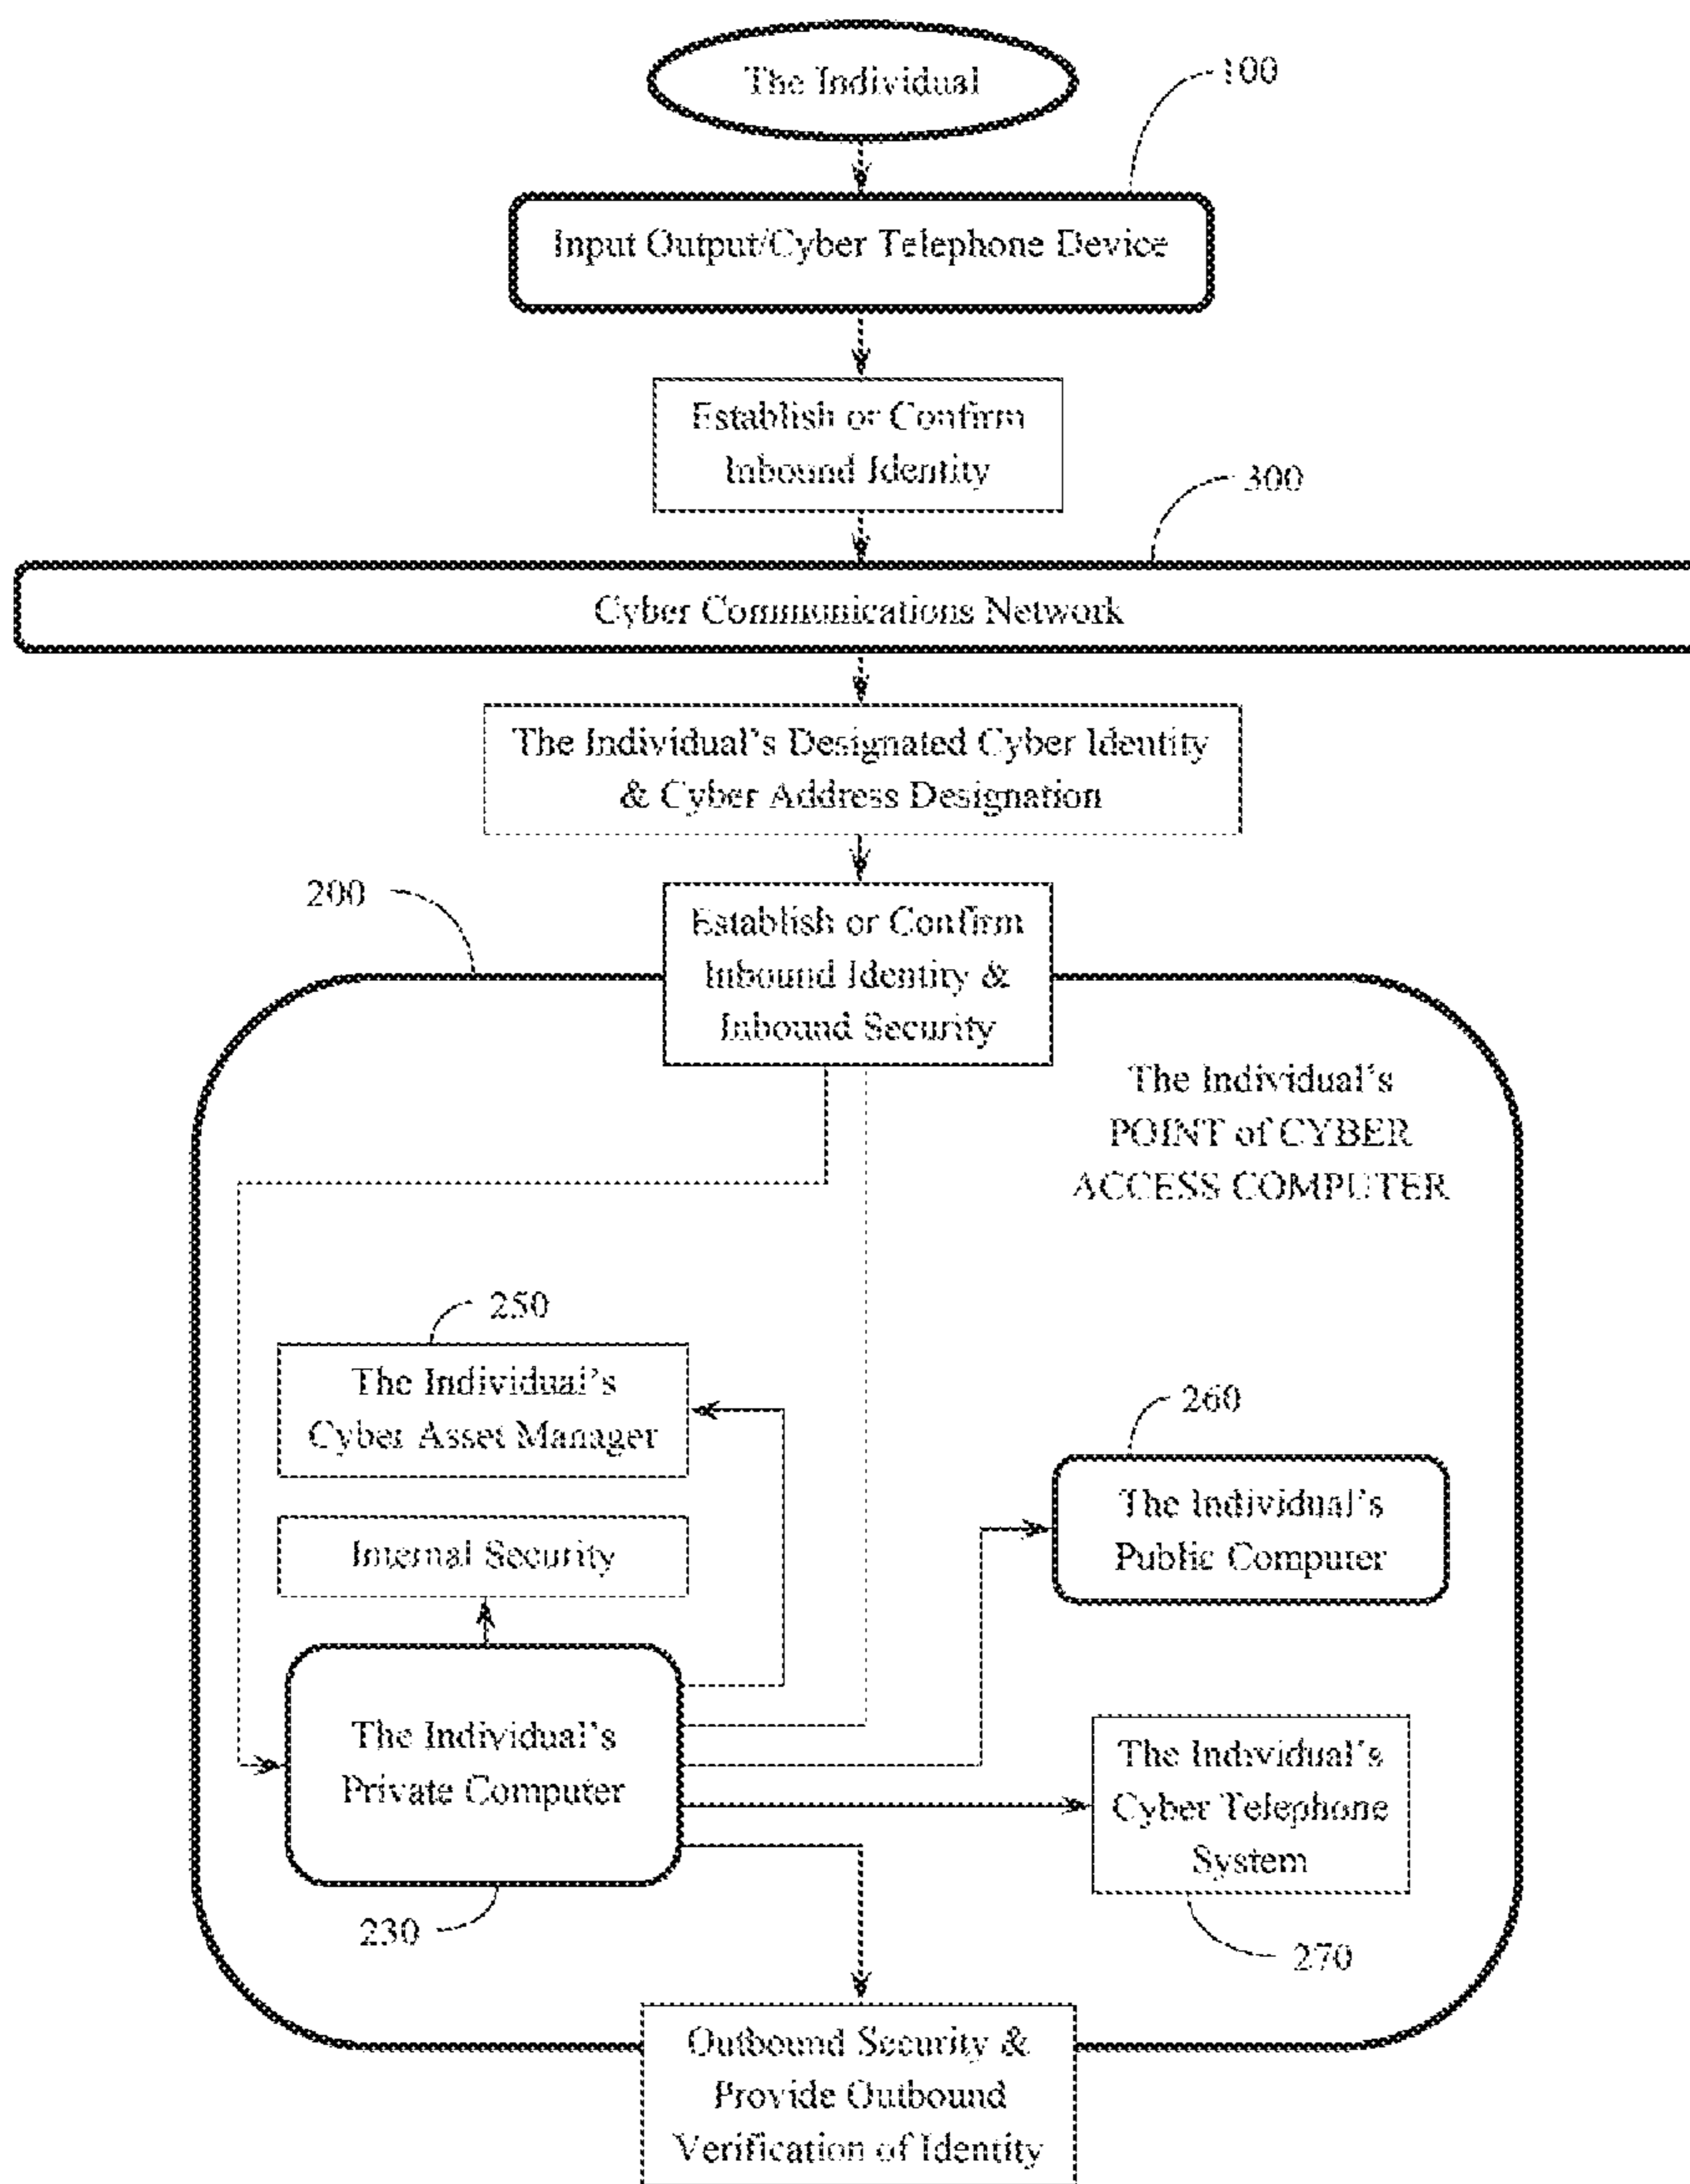 The Individual
100
Input Output/Cyber Telephone Device
Establish or Confirm
Inbound Identity
300
Cyber Communications Network
The Individual's Designated Cyber Identity
& Cyber Address Designation
200
Establish or Confirm
Inbound Identity &
Inbound Security
The Individual's
POINT of CYBER
ACCESS COMPUTER
250
The Individual's
Cyber Asset Manager
260
The Individual's
Public Computer
Internal Security
The Individual's
Private Computer
The Individual's
Cyber Telephone
System
230
270
Outbound Security &
Provide Outbound
Verification of Identity